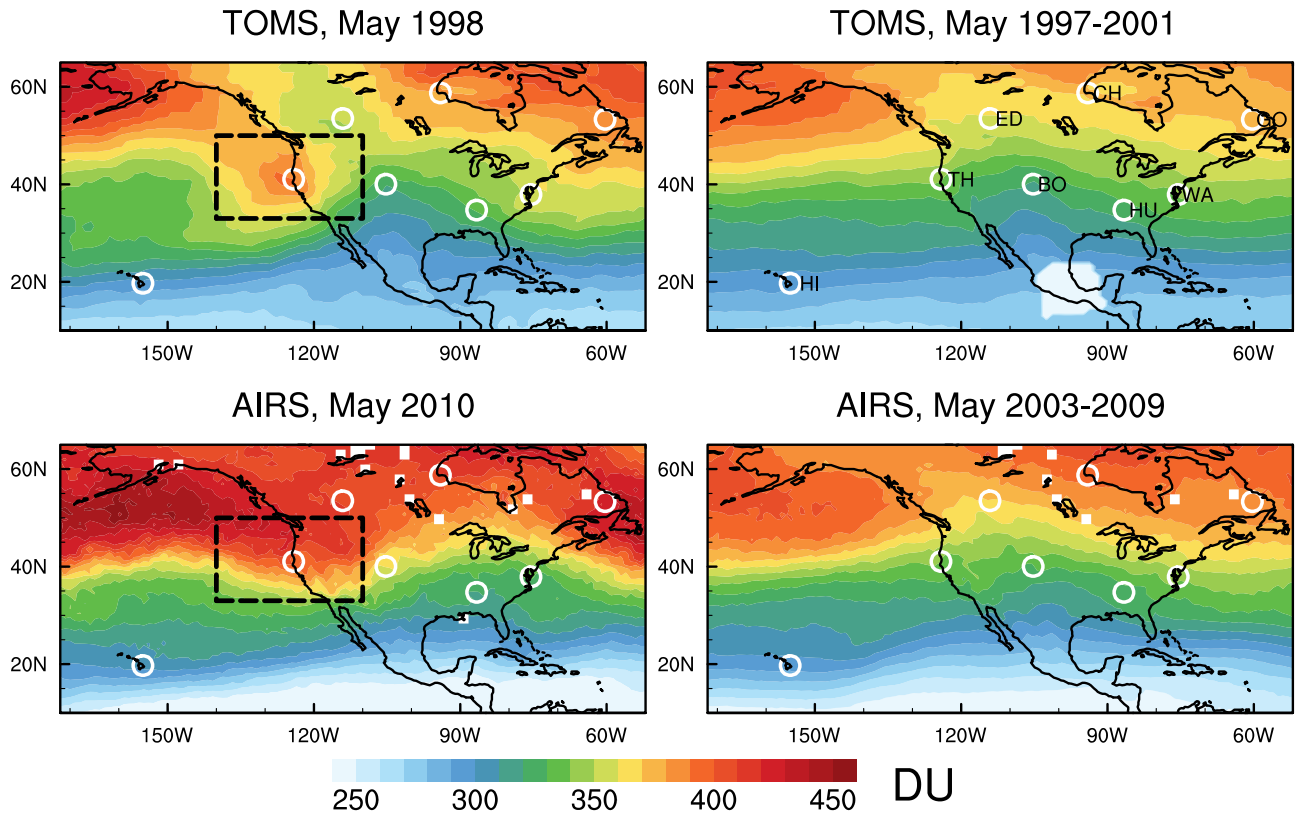 TOMS, May 1998
TOMS, May 1997-2001
60N
40N
20N
150W 120W 90W 60W
60N
40N
20N
CH
ED
GO
TH
BO
WA
HU
HI
150W 120W 90W 60W
AIRS, May 2010
AIRS, May 2003-2009
60N
40N
20N
150W 120W 90W 60W
60N
40N
20N
150W 120W 90W 60W
250 300 350 400 450 DU